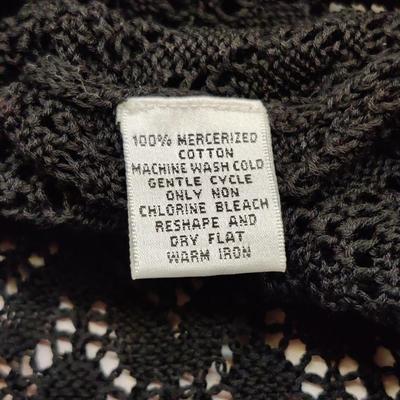 100% MERCERIZED
COTTON
MACHINE WASH COLD
GENTLE CYCLE
ONLY NON
CHLORINE BLEACH
RESHAPE AND
DRY FLAT
WARM IRON